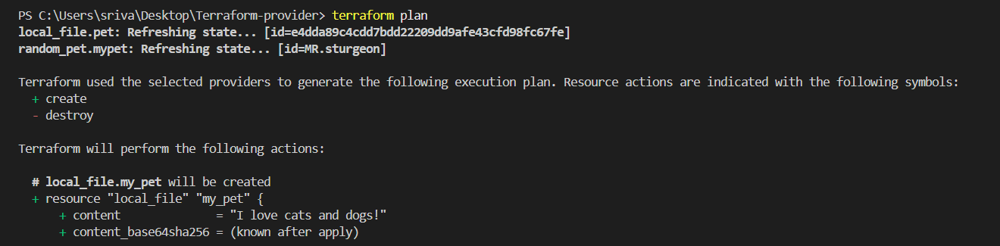 PS C:\Users\sriva\Desktop\Terraform-provider> terraform plan
local_file.pet: Refreshing state... [id=e4dda89c4cdd7bdd22209dd9afe43cfd98fc67fe]
random_pet.mypet: Refreshing state... [id=MR.sturgeon]
Terraform used the selected providers to generate the following execution plan. Resource actions are indicated with the following symbols:
+ create
- destroy
Terraform will perform the following actions:
# local_file.my_pet will be created
+ resource "local_file" "my_pet" {
+ content = "I love cats and dogs!"
+ content_base64sha256 = (known after apply)